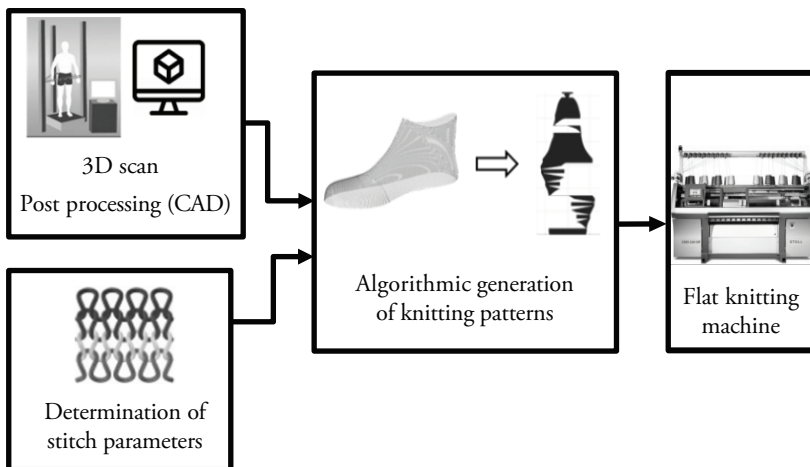 3D scan
Post processing (CAD)
Determination of
stitch parameters
Algorithmic generation
of knitting patterns
Flat knitting
machine